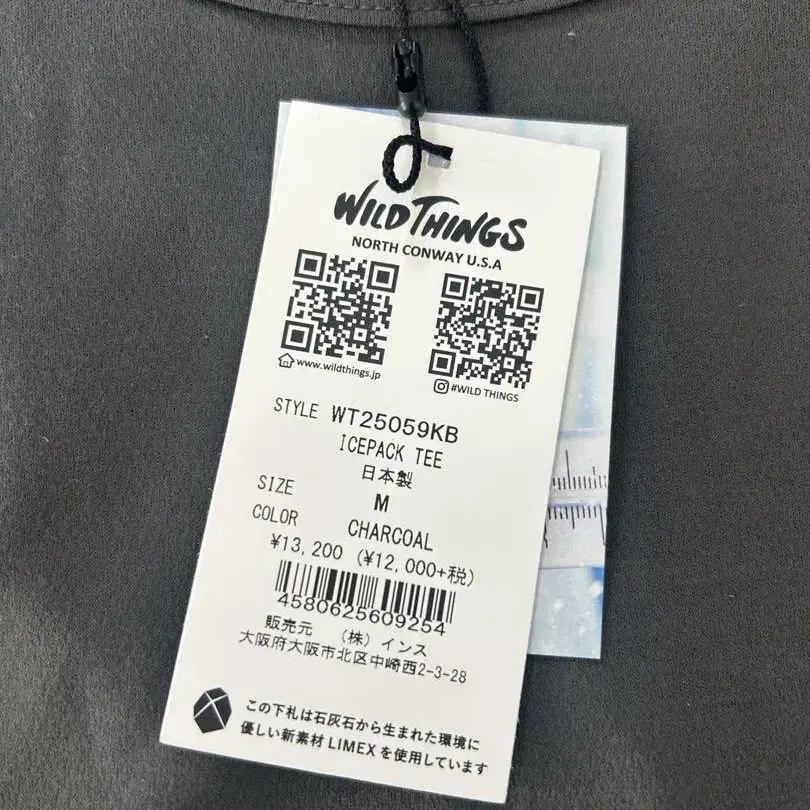 WILD THINGS
NORTH CONWAY U.S.A
www.wildthings.jp
#WILD THINGS
STYLE WT25059KB
ICEPACK TEE
日本製
SIZE M
COLOR CHARCOAL
¥13,200 (¥12,000+税)
4580625609254
販売元 (株) インス
大阪府大阪市北区中崎西2-3-28
この下札は石灰石から生まれた環境に
優しい新素材 LIMEX を使用しています